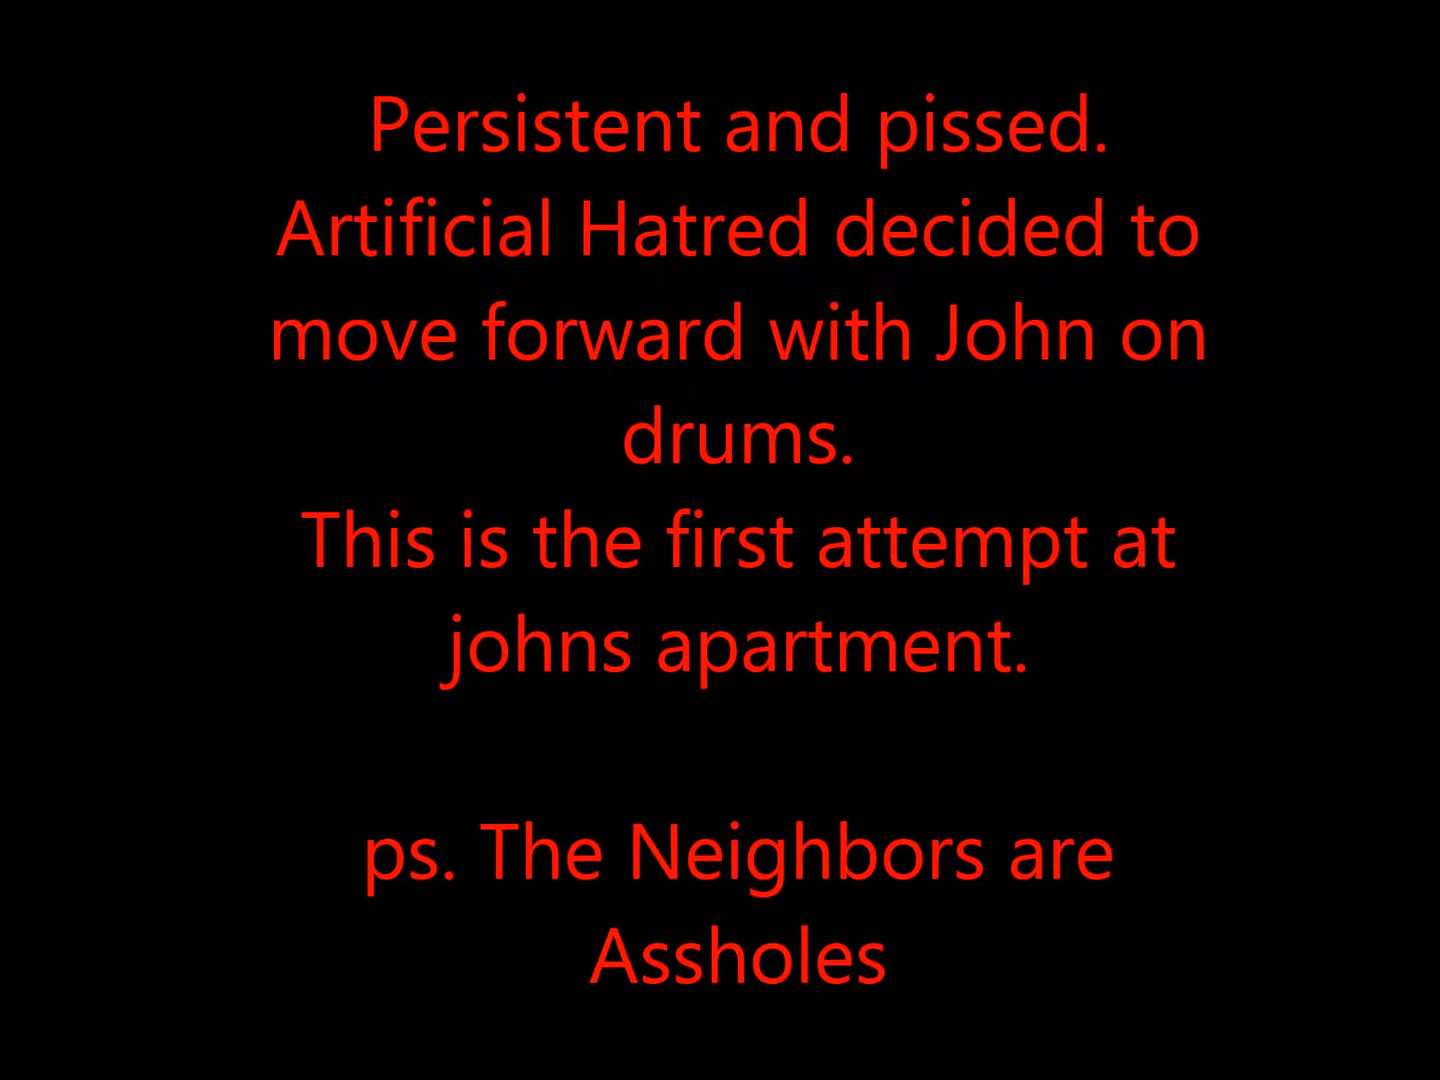 Persistent and pissed.
Artificial Hatred decided to
move forward with John on
drums.
This is the first attempt at
johns apartment.
ps. The Neighbors are
Assholes